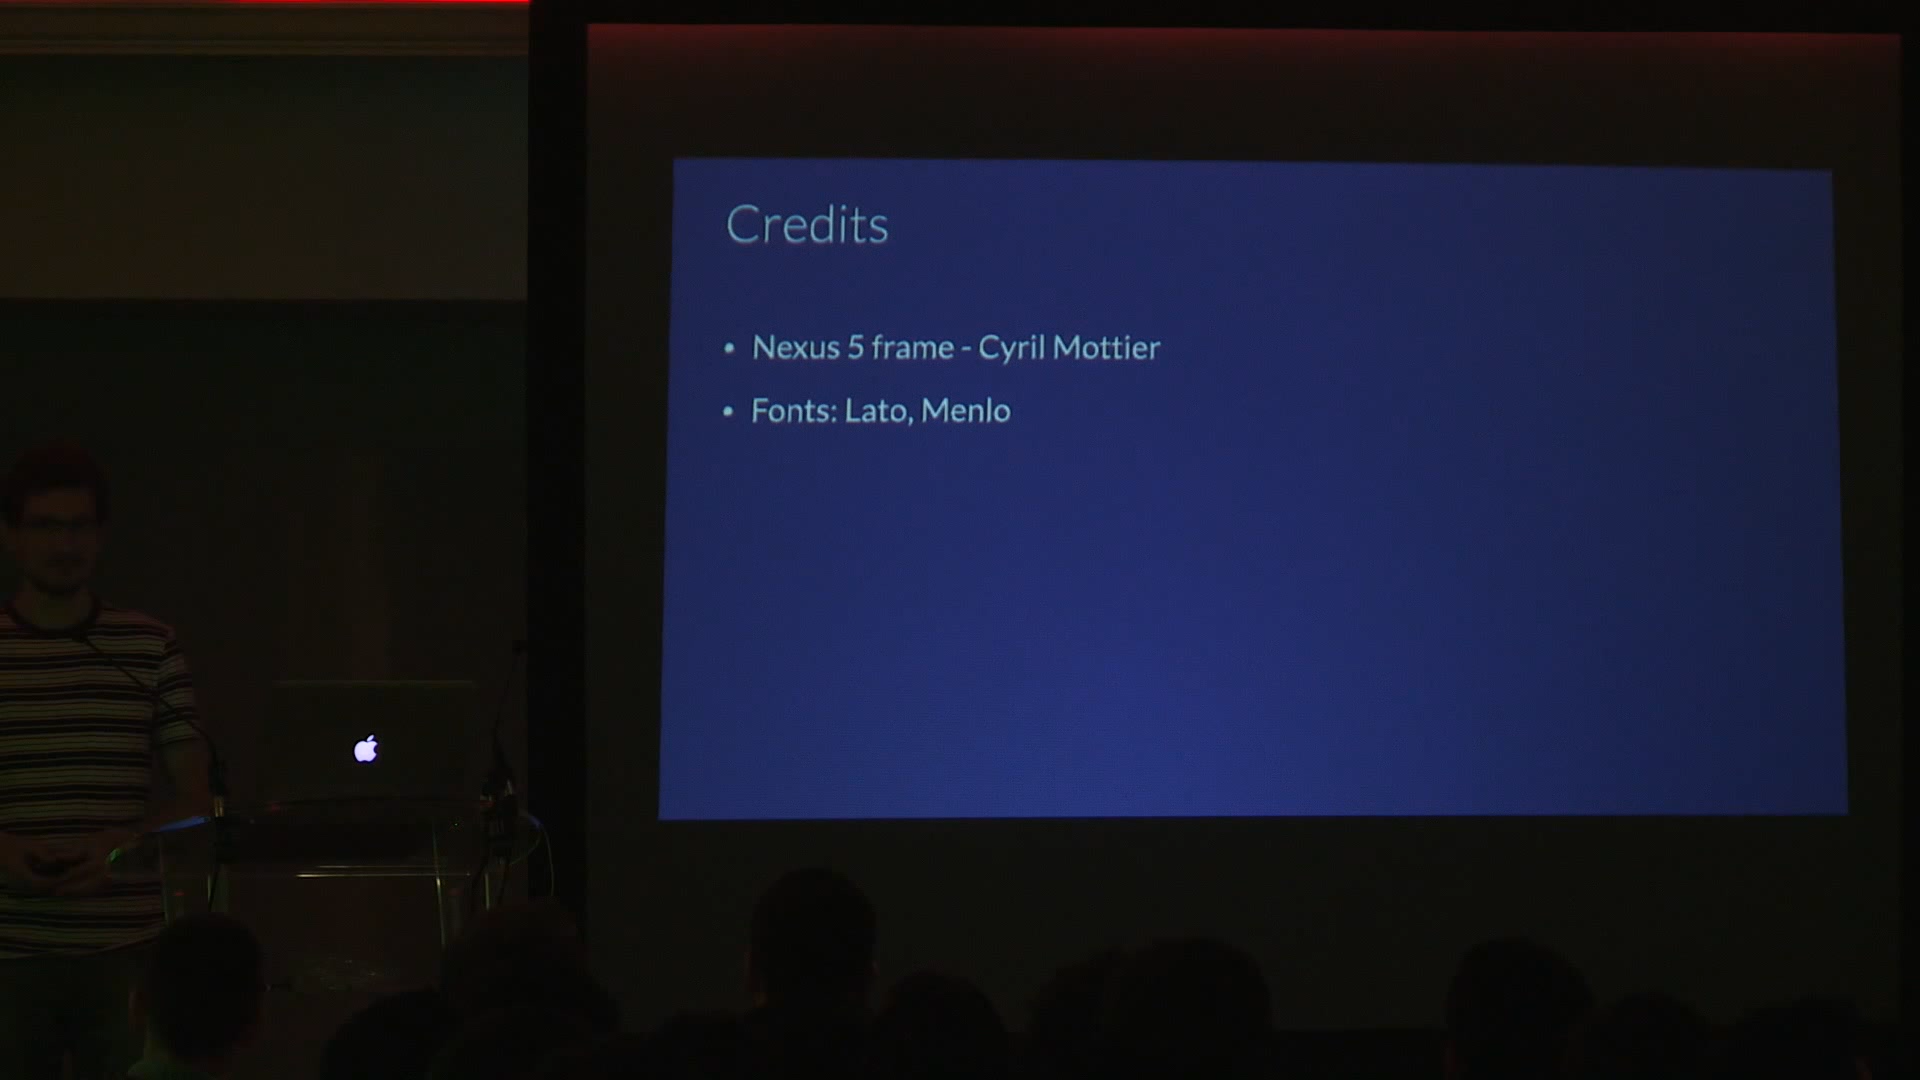 Credits
• Nexus 5 frame - Cyril Mottier
• Fonts: Lato, Menlo